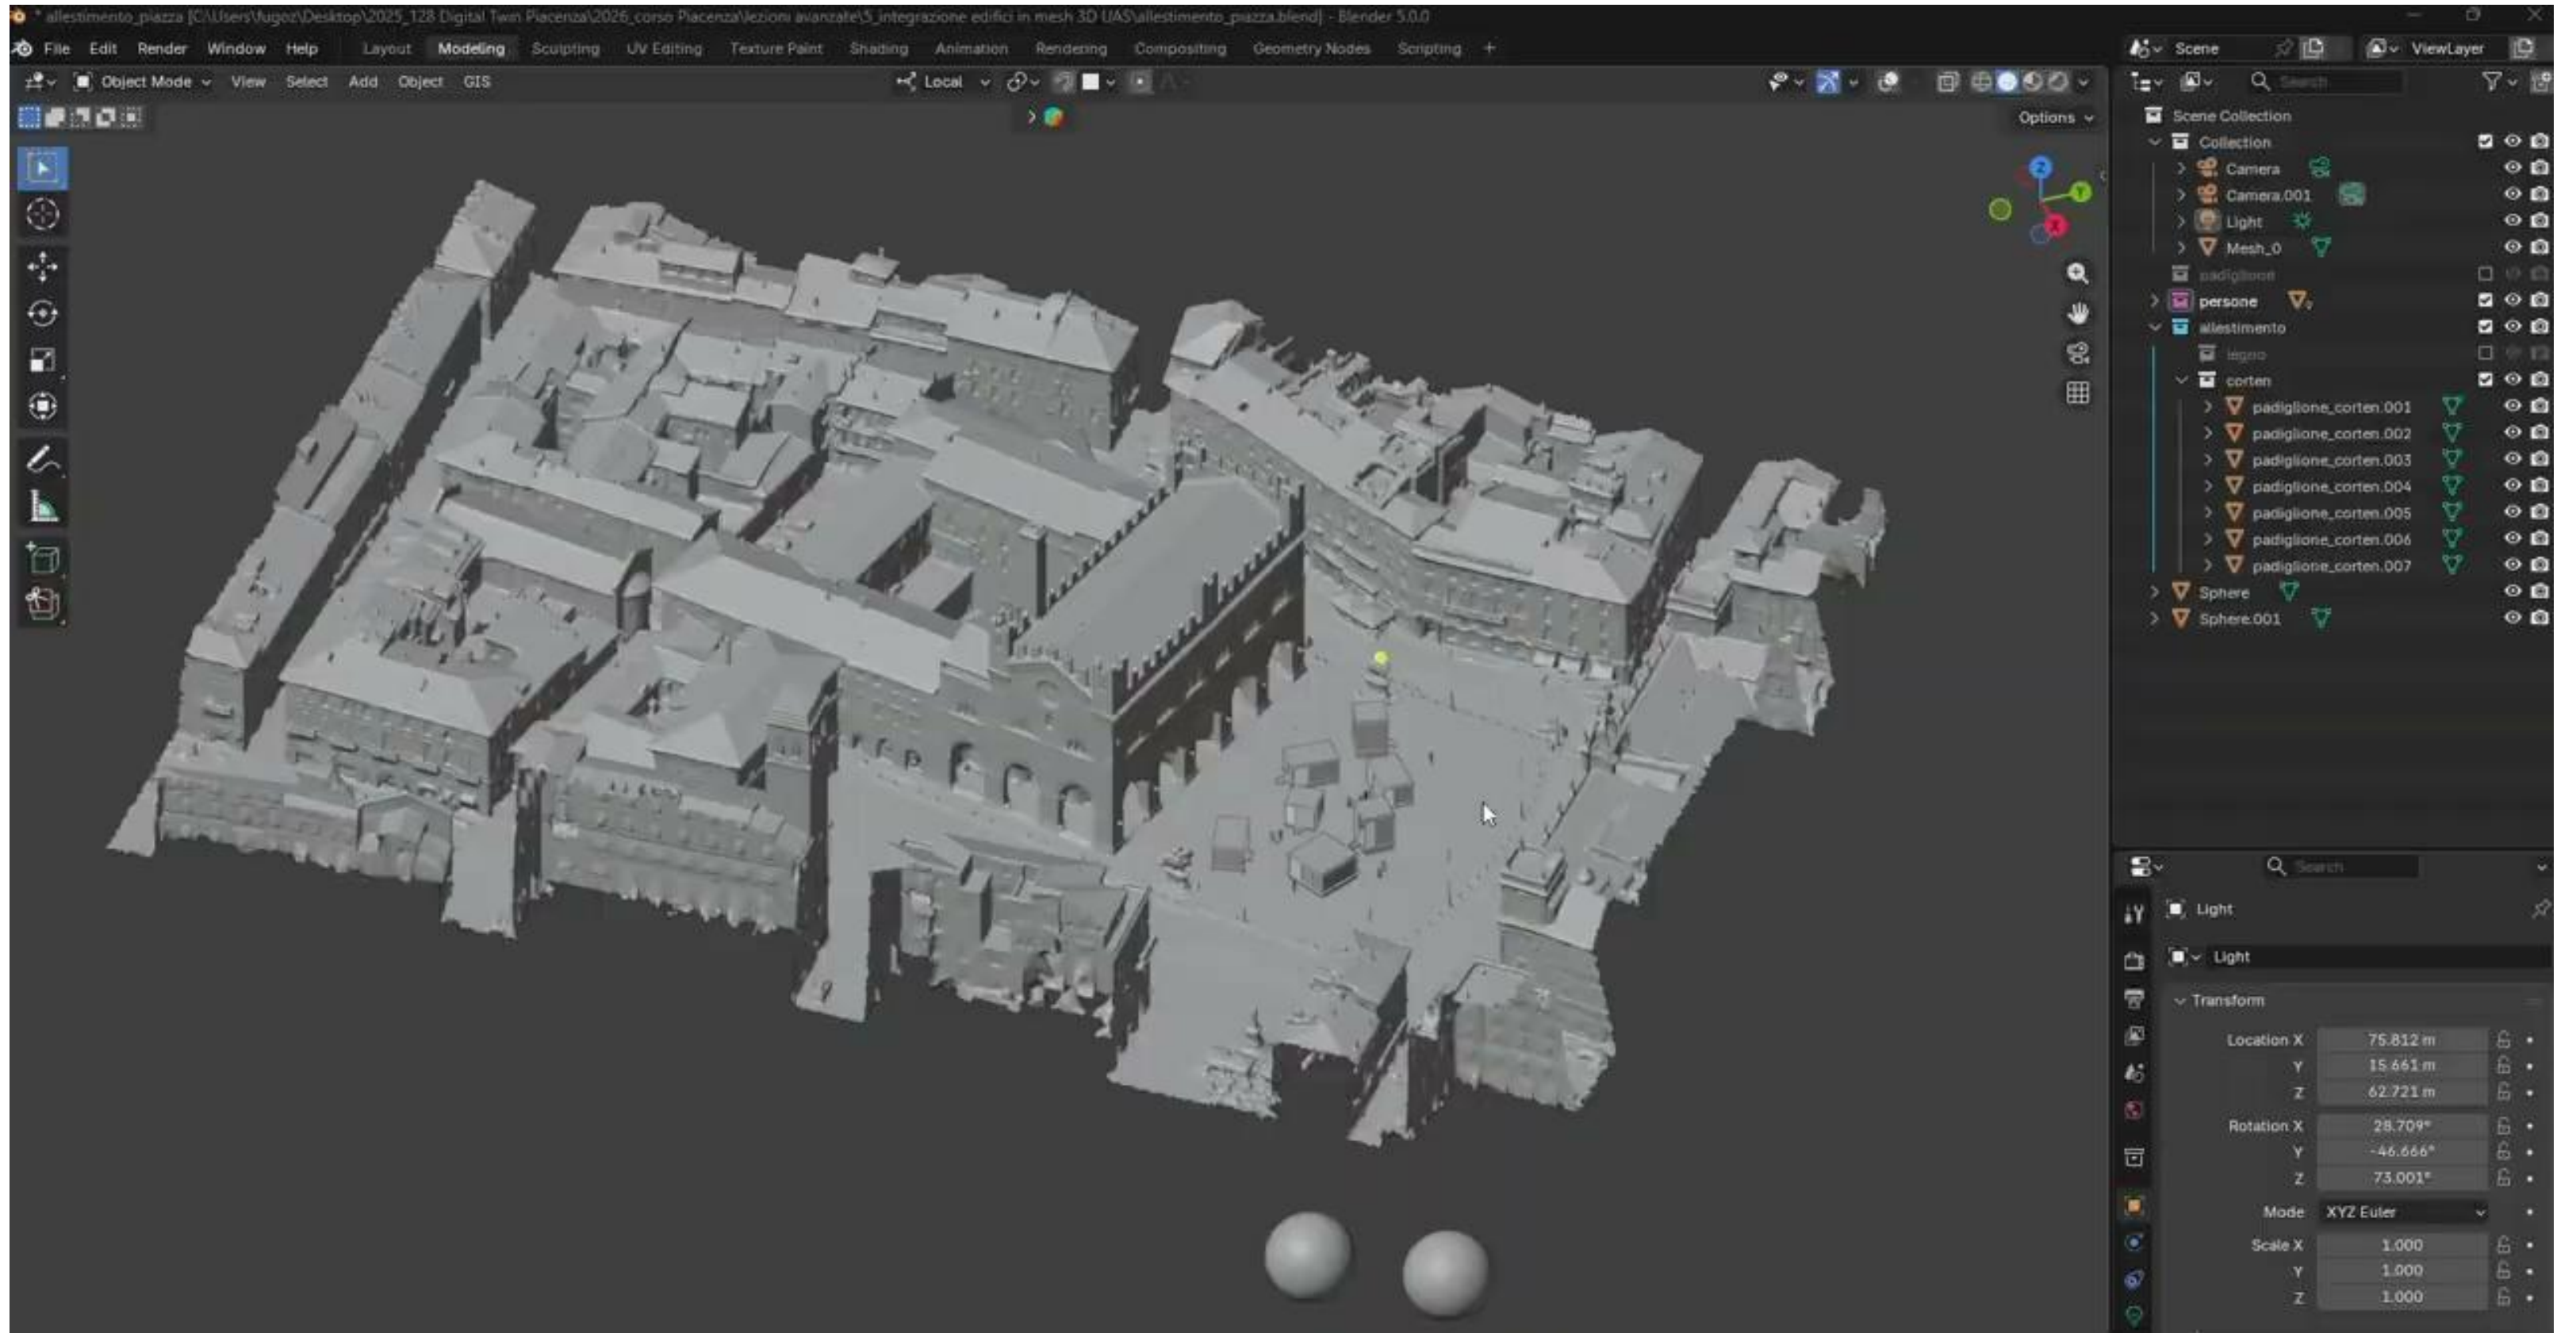 * allestimento_piazza [C:\Users\fugoz\Desktop\2025_128 Digital Twin Piacenza\2026_corso Piacenza\lezioni avanzate\5_integrazione edifici in mesh 3D UAS\allestimento_piazza.blend] - Blender 5.0.0
File Edit Render Window Help Layout Modeling Sculpting UV Editing Texture Paint Shading Animation Rendering Compositing Geometry Nodes Scripting +
Scene ViewLayer
Object Mode View Select Add Object GIS Local
Search
Options
Z
Y
X
Scene Collection
Collection
Camera
Camera.001
Light
Mesh_0
padiglione
persone
allestimento
legno
corten
padiglione_corten.001
padiglione_corten.002
padiglione_corten.003
padiglione_corten.004
padiglione_corten.005
padiglione_corten.006
padiglione_corten.007
Sphere
Sphere.001
Search
Light
Light
Transform
Location X 75.812 m
Y 15.661 m
Z 62.721 m
Rotation X 28.709°
Y -46.666°
Z 73.001°
Mode XYZ Euler
Scale X 1.000
Y 1.000
Z 1.000